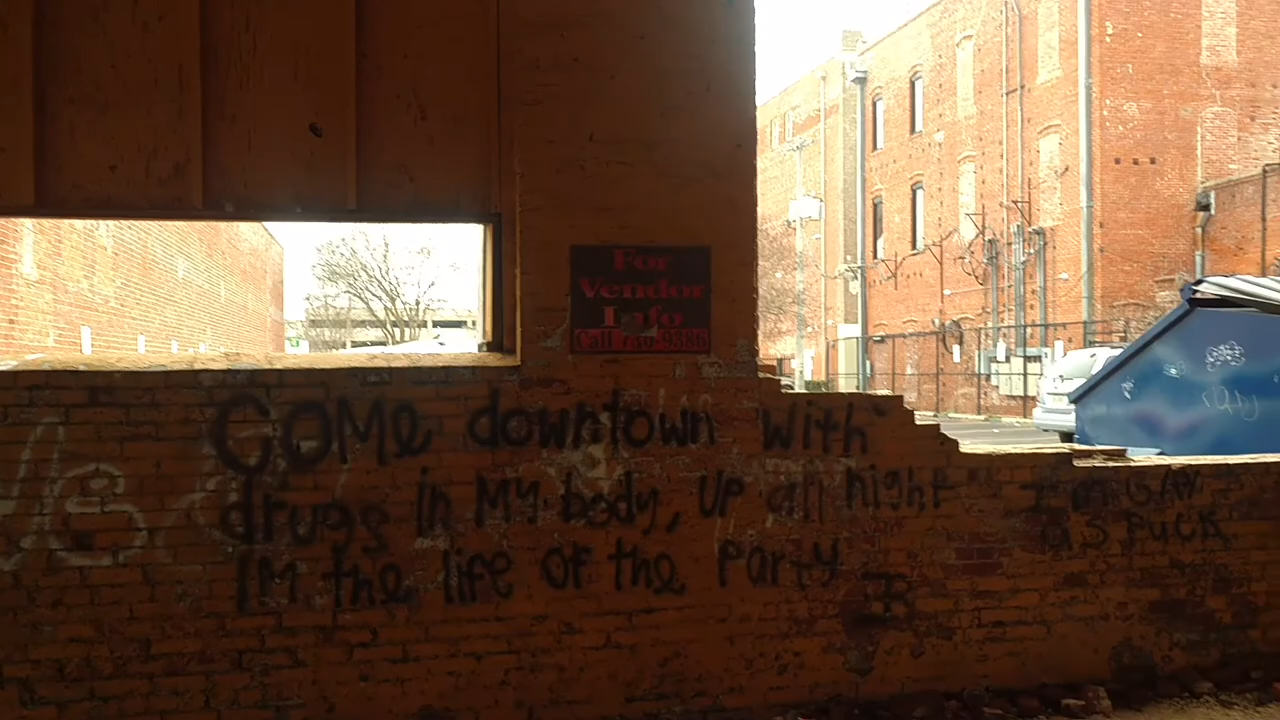 For
Vendor
Info
COME downtown with
drugs in MY body, UP all night
I'M the life OF the Party
I'M GAY
AS FUCK